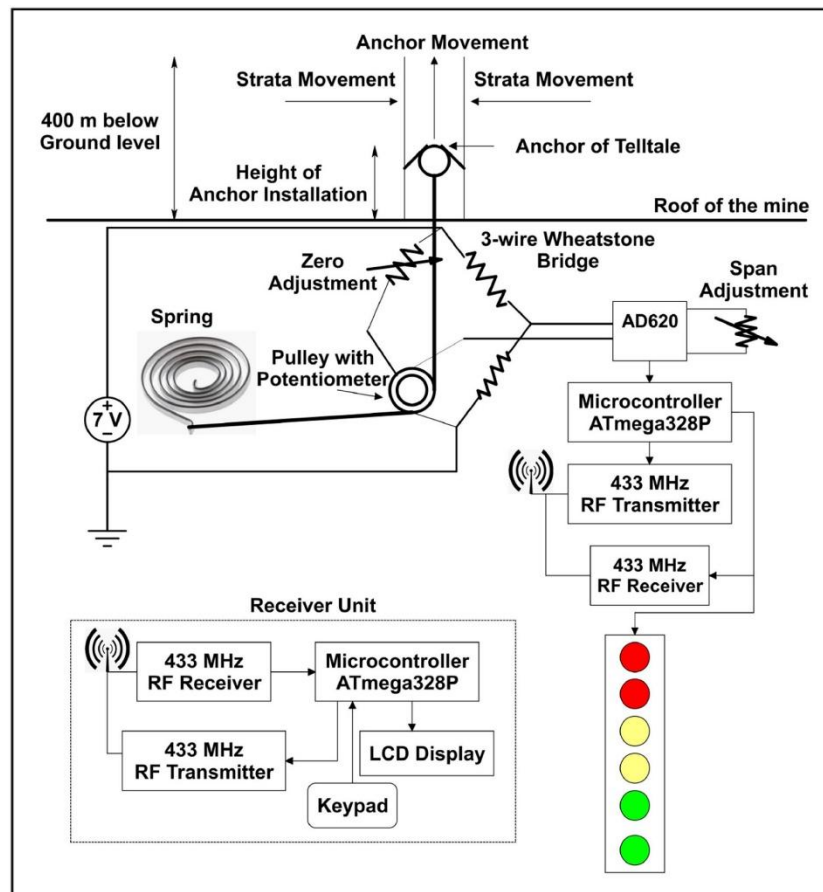 Anchor Movement
Strata Movement
Strata Movement
400 m below
Ground level
Anchor of Telltale
Height of
Anchor Installation
Roof of the mine
3-wire Wheatstone
Bridge
Zero
Adjustment
Span
Adjustment
Spring
AD620
Pulley with
Potentiometer
Microcontroller
ATmega328P
+
7 V
–
433 MHz
RF Transmitter
433 MHz
RF Receiver
Receiver Unit
433 MHz
RF Receiver
Microcontroller
ATmega328P
433 MHz
RF Transmitter
LCD Display
Keypad